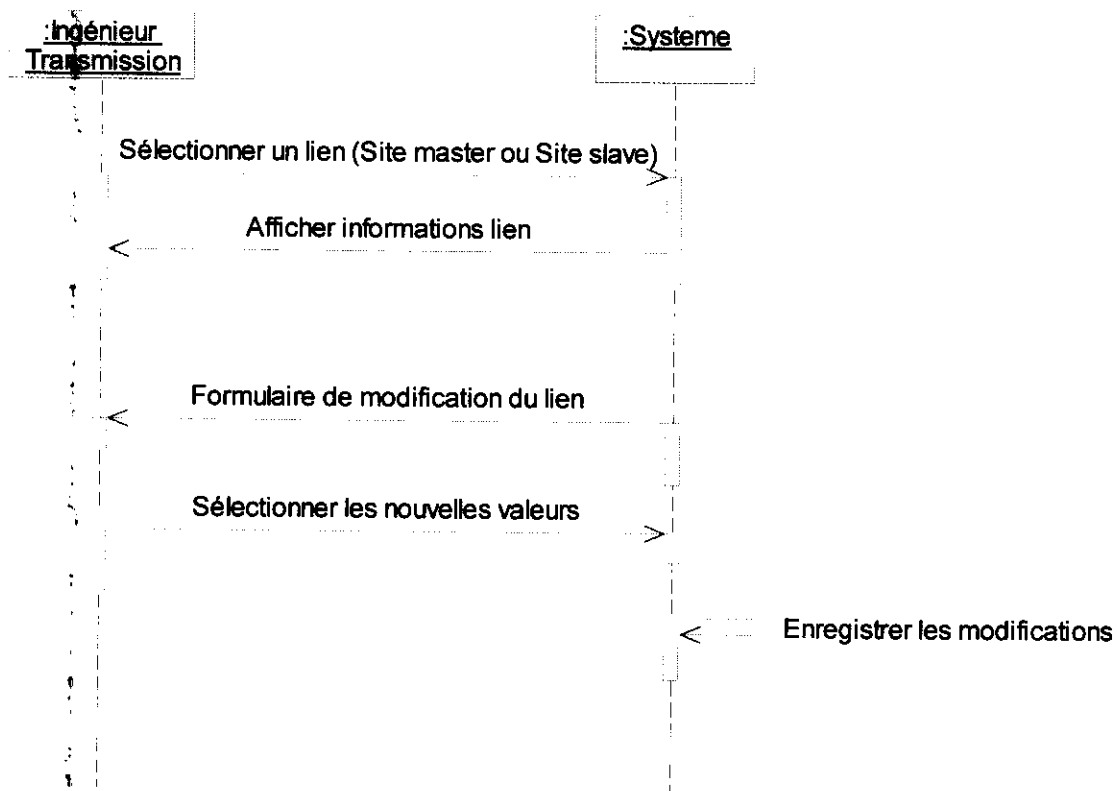 :Ingénieur
Transmission
:Systeme
Sélectionner un lien (Site master ou Site slave)
Afficher informations lien
Formulaire de modification du lien
Sélectionner les nouvelles valeurs
Enregistrer les modifications